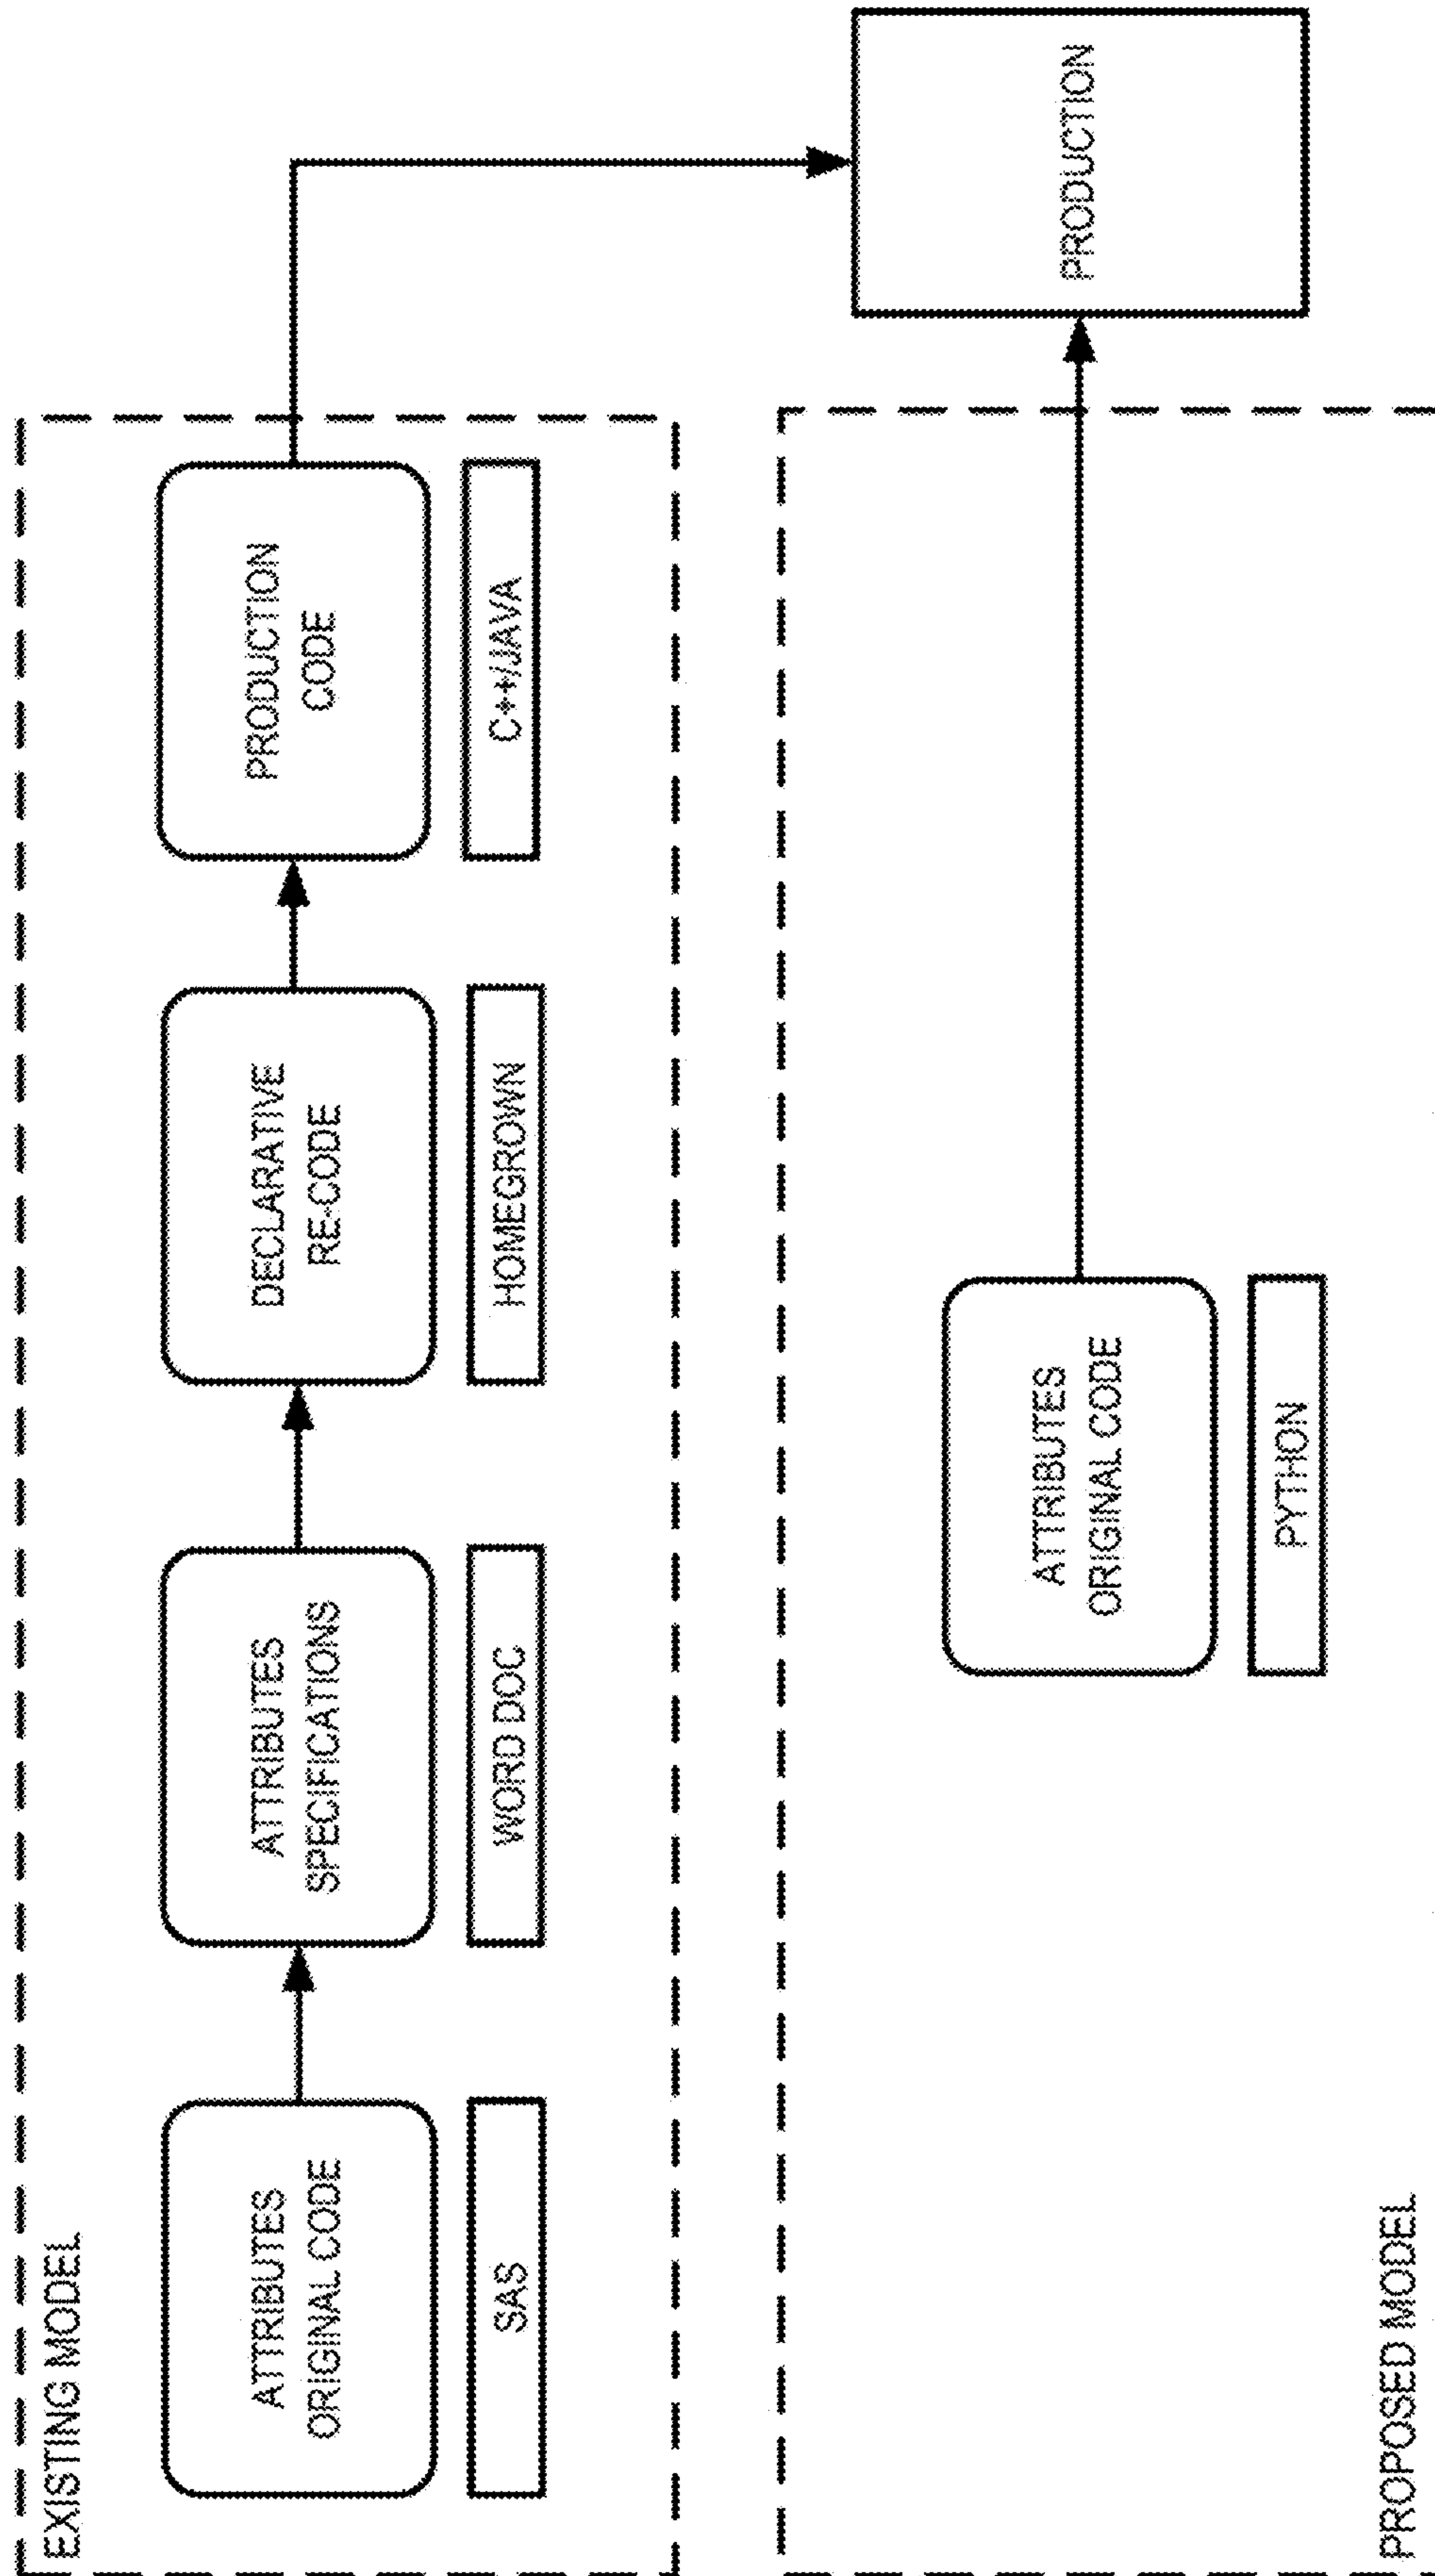 EXISTING MODEL
ATTRIBUTES
ORIGINAL CODE
SAS
ATTRIBUTES
SPECIFICATIONS
WORD DOC
DECLARATIVE
RE-CODE
HOMEGROWN
PRODUCTION
CODE
C++/JAVA
ATTRIBUTES
ORIGINAL CODE
PYTHON
PRODUCTION
PROPOSED MODEL